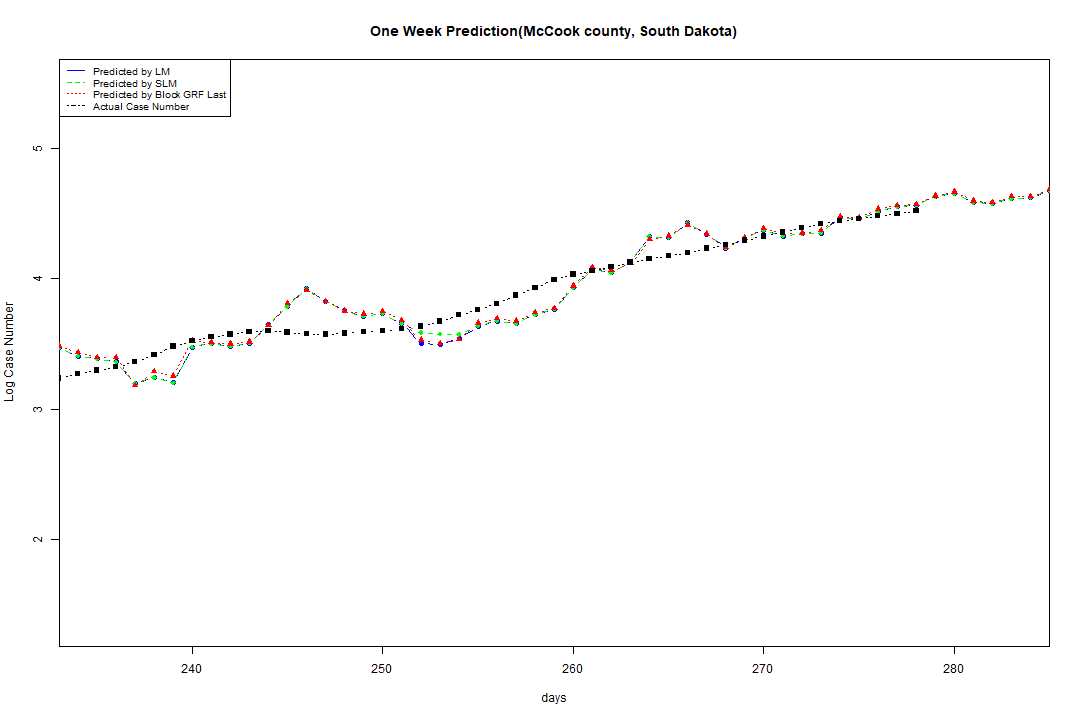 One Week Prediction(McCook county, South Dakota)
Predicted by LM
Predicted by SLM
Predicted by Block GRF Last
Actual Case Number
5
4
3
2
Log Case Number
240 250 260 270 280
days